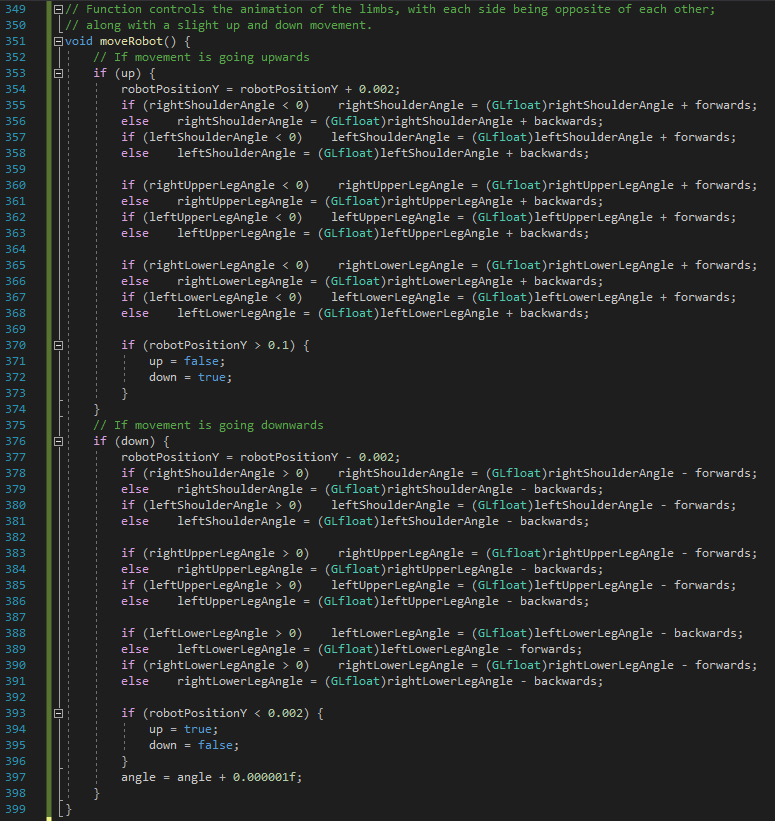 349 // Function controls the animation of the limbs, with each side being opposite of each other;
350 // along with a slight up and down movement.
351 void moveRobot() {
352     // If movement is going upwards
353     if (up) {
354         robotPositionY = robotPositionY + 0.002;
355         if (rightShoulderAngle < 0)    rightShoulderAngle = (GLfloat)rightShoulderAngle + forwards;
356         else    rightShoulderAngle = (GLfloat)rightShoulderAngle + backwards;
357         if (leftShoulderAngle < 0)    leftShoulderAngle = (GLfloat)leftShoulderAngle + forwards;
358         else    leftShoulderAngle = (GLfloat)leftShoulderAngle + backwards;
359
360         if (rightUpperLegAngle < 0)    rightUpperLegAngle = (GLfloat)rightUpperLegAngle + forwards;
361         else    rightUpperLegAngle = (GLfloat)rightUpperLegAngle + backwards;
362         if (leftUpperLegAngle < 0)    leftUpperLegAngle = (GLfloat)leftUpperLegAngle + forwards;
363         else    leftUpperLegAngle = (GLfloat)leftUpperLegAngle + backwards;
364
365         if (rightLowerLegAngle < 0)    rightLowerLegAngle = (GLfloat)rightLowerLegAngle + forwards;
366         else    rightLowerLegAngle = (GLfloat)rightLowerLegAngle + backwards;
367         if (leftLowerLegAngle < 0)    leftLowerLegAngle = (GLfloat)leftLowerLegAngle + forwards;
368         else    leftLowerLegAngle = (GLfloat)leftLowerLegAngle + backwards;
369
370         if (robotPositionY > 0.1) {
371             up = false;
372             down = true;
373         }
374     }
375     // If movement is going downwards
376     if (down) {
377         robotPositionY = robotPositionY - 0.002;
378         if (rightShoulderAngle > 0)    rightShoulderAngle = (GLfloat)rightShoulderAngle - forwards;
379         else    rightShoulderAngle = (GLfloat)rightShoulderAngle - backwards;
380         if (leftShoulderAngle > 0)    leftShoulderAngle = (GLfloat)leftShoulderAngle - forwards;
381         else    leftShoulderAngle = (GLfloat)leftShoulderAngle - backwards;
382
383         if (rightUpperLegAngle > 0)    rightUpperLegAngle = (GLfloat)rightUpperLegAngle - forwards;
384         else    rightUpperLegAngle = (GLfloat)rightUpperLegAngle - backwards;
385         if (leftUpperLegAngle > 0)    leftUpperLegAngle = (GLfloat)leftUpperLegAngle - forwards;
386         else    leftUpperLegAngle = (GLfloat)leftUpperLegAngle - backwards;
387
388         if (leftLowerLegAngle > 0)    leftLowerLegAngle = (GLfloat)leftLowerLegAngle - backwards;
389         else    leftLowerLegAngle = (GLfloat)leftLowerLegAngle - forwards;
390         if (rightLowerLegAngle > 0)    rightLowerLegAngle = (GLfloat)rightLowerLegAngle - forwards;
391         else    rightLowerLegAngle = (GLfloat)rightLowerLegAngle - backwards;
392
393         if (robotPositionY < 0.002) {
394             up = true;
395             down = false;
396         }
397         angle = angle + 0.000001f;
398     }
399 }